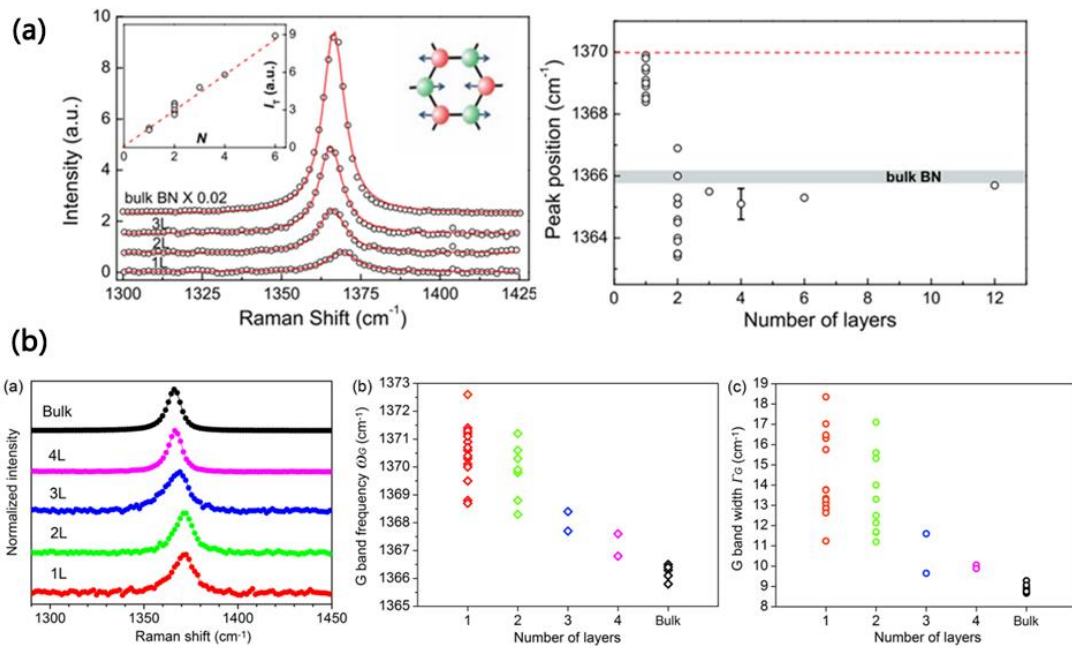 (a)
10
8
6
4
2
0
Intensity (a.u.)
0
2
4
6
N
9
6
3
0
I_T (a.u.)
bulk BN X 0.02
3L
2L
1L
1300
1325
1350
1375
1400
1425
Raman Shift (cm⁻¹)
1370
1368
1366
1364
Peak position (cm⁻¹)
bulk BN
0
2
4
6
8
10
12
Number of layers
(b)
(a)
Normalized intensity
Bulk
4L
3L
2L
1L
1300
1350
1400
1450
Raman shift (cm⁻¹)
(b)
1373
1372
1371
1370
1369
1368
1367
1366
1365
G band frequency ω_G (cm⁻¹)
1
2
3
4
Bulk
Number of layers
(c)
19
18
17
16
15
14
13
12
11
10
9
8
G band width Γ_G (cm⁻¹)
1
2
3
4
Bulk
Number of layers